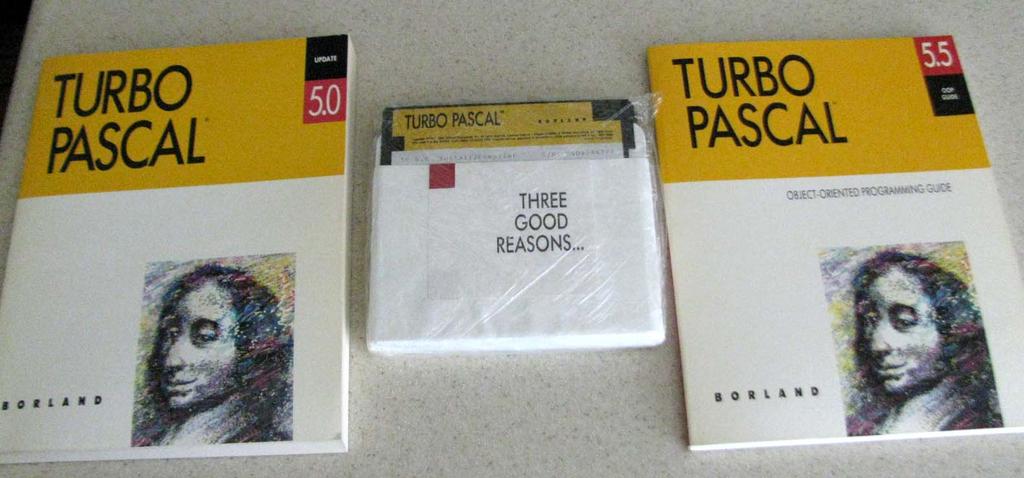 TURBO
PASCAL
UPDATE
5.0
BORLAND
TURBO PASCAL
BORLAND
THREE
GOOD
REASONS...
TURBO
PASCAL
5.5
OOP
GUIDE
OBJECT-ORIENTED PROGRAMMING GUIDE
BORLAND